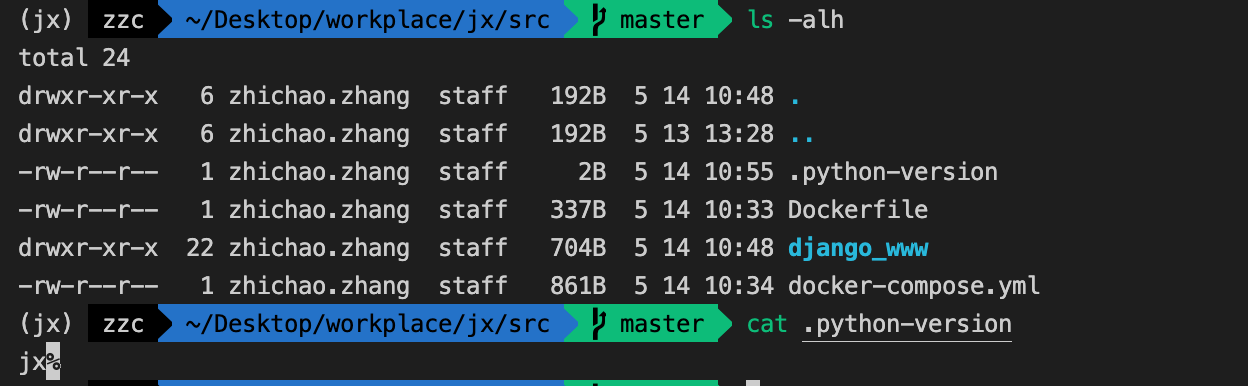 (jx) zzc ~/Desktop/workplace/jx/src master ls -alh
total 24
drwxr-xr-x   6 zhichao.zhang  staff   192B  5 14 10:48 .
drwxr-xr-x   6 zhichao.zhang  staff   192B  5 13 13:28 ..
-rw-r--r--   1 zhichao.zhang  staff     2B  5 14 10:55 .python-version
-rw-r--r--   1 zhichao.zhang  staff   337B  5 14 10:33 Dockerfile
drwxr-xr-x  22 zhichao.zhang  staff   704B  5 14 10:48 django_www
-rw-r--r--   1 zhichao.zhang  staff   861B  5 14 10:34 docker-compose.yml
(jx) zzc ~/Desktop/workplace/jx/src master cat .python-version
jx%